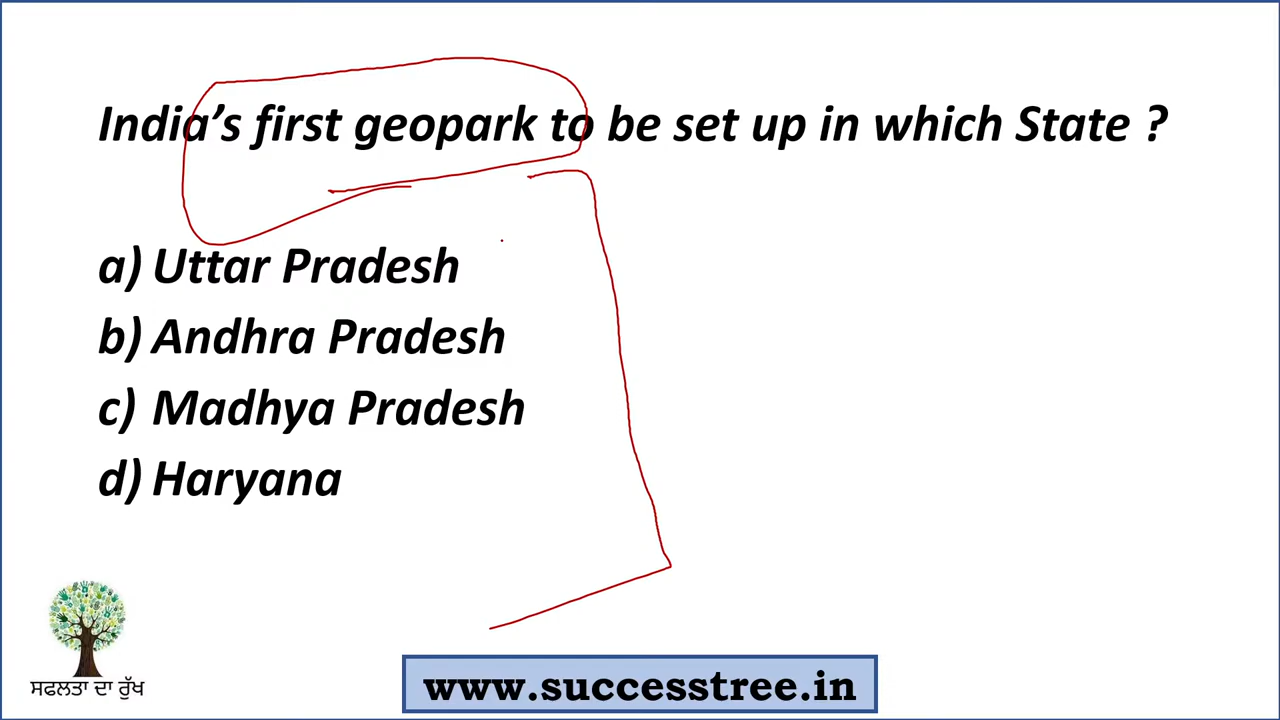 India’s first geopark to be set up in which State ?
a) Uttar Pradesh
b) Andhra Pradesh
c) Madhya Pradesh
d) Haryana
ਸਫਲਤਾ ਦਾ ਰੁੱਖ
www.successtree.in